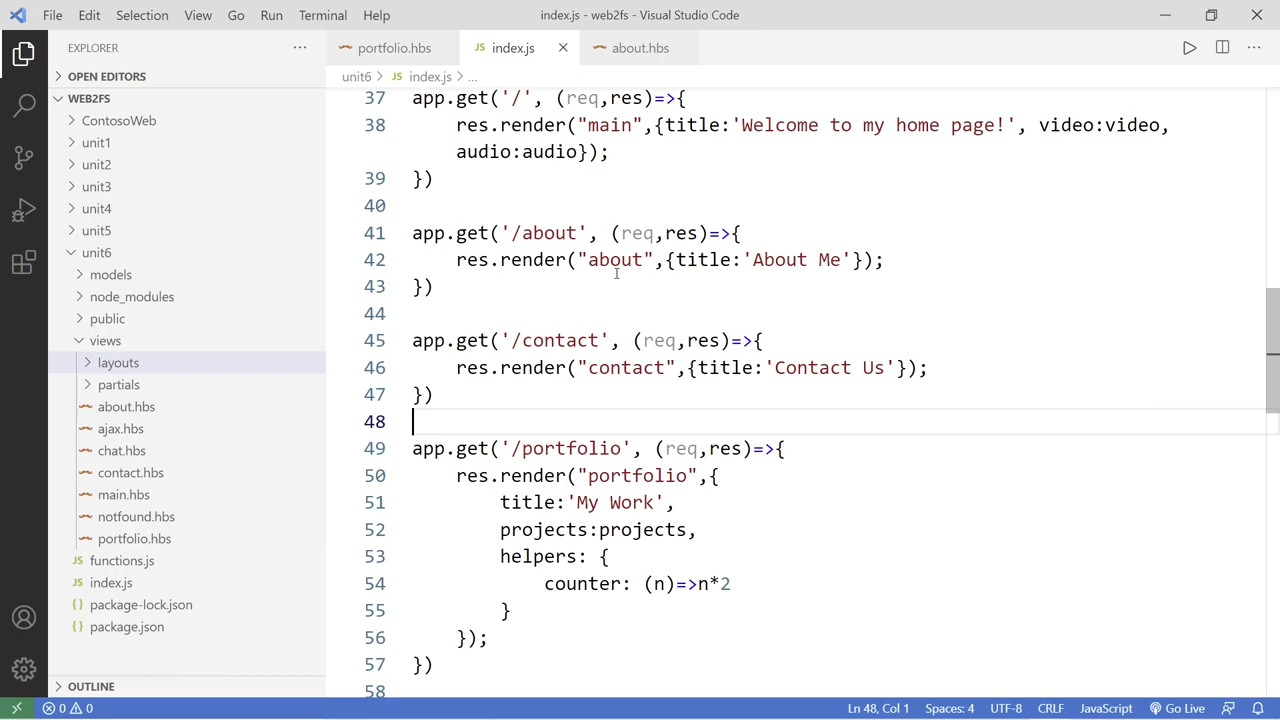 File Edit Selection View Go Run Terminal Help index.js - web2fs - Visual Studio Code
EXPLORER
OPEN EDITORS
WEB2FS
ContosoWeb
unit1
unit2
unit3
unit4
unit5
unit6
models
node_modules
public
views
layouts
partials
about.hbs
ajax.hbs
chat.hbs
contact.hbs
main.hbs
notfound.hbs
portfolio.hbs
JS functions.js
JS index.js
{} package-lock.json
{} package.json
OUTLINE
portfolio.hbs JS index.js about.hbs
unit6 > JS index.js > ...
37 app.get('/', (req,res)=>{
38 res.render("main",{title:'Welcome to my home page!', video:video,
audio:audio});
39 })
40
41 app.get('/about', (req,res)=>{
42 res.render("about",{title:'About Me'});
43 })
44
45 app.get('/contact', (req,res)=>{
46 res.render("contact",{title:'Contact Us'});
47 })
48
49 app.get('/portfolio', (req,res)=>{
50 res.render("portfolio",{
51 title:'My Work',
52 projects:projects,
53 helpers: {
54 counter: (n)=>n*2
55 }
56 });
57 })
58
0 0 Ln 48, Col 1 Spaces: 4 UTF-8 CRLF JavaScript Go Live